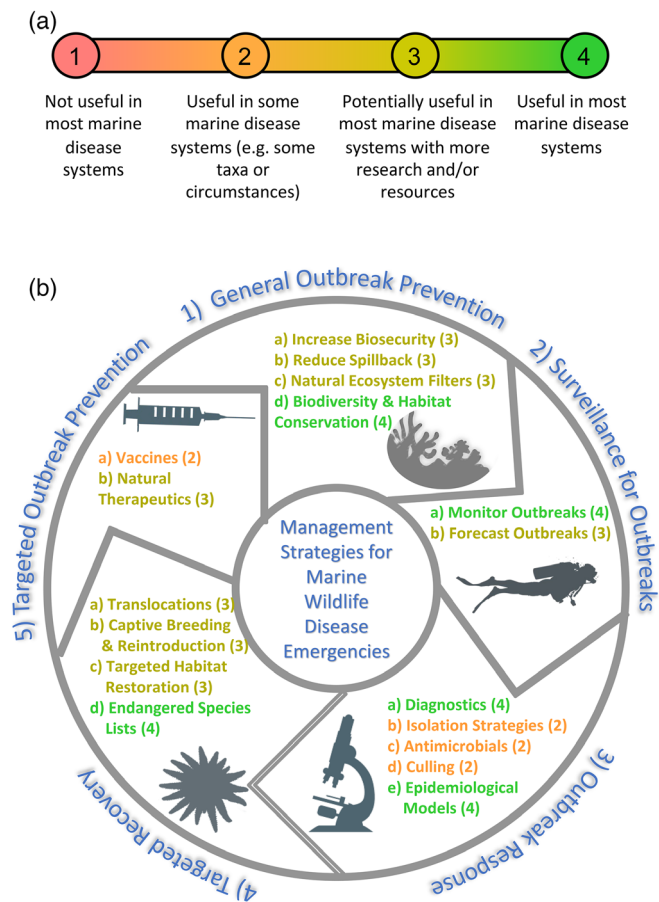 (a)
1
2
3
4
Not useful in
most marine
disease
systems
Useful in some
marine disease
systems (e.g. some
taxa or
circumstances)
Potentially useful in
most marine disease
systems with more
research and/or
resources
Useful in most
marine disease
systems
(b)
1) General Outbreak Prevention
a) Increase Biosecurity (3)
b) Reduce Spillback (3)
c) Natural Ecosystem Filters (3)
d) Biodiversity & Habitat
Conservation (4)
2) Surveillance for Outbreaks
a) Monitor Outbreaks (4)
b) Forecast Outbreaks (3)
3) Outbreak Response
a) Diagnostics (4)
b) Isolation Strategies (2)
c) Antimicrobials (2)
d) Culling (2)
e) Epidemiological
Models (4)
4) Targeted Recovery
a) Translocations (3)
b) Captive Breeding
& Reintroduction (3)
c) Targeted Habitat
Restoration (3)
d) Endangered Species
Lists (4)
5) Targeted Outbreak Prevention
a) Vaccines (2)
b) Natural
Therapeutics (3)
Management
Strategies for
Marine
Wildlife
Disease
Emergencies